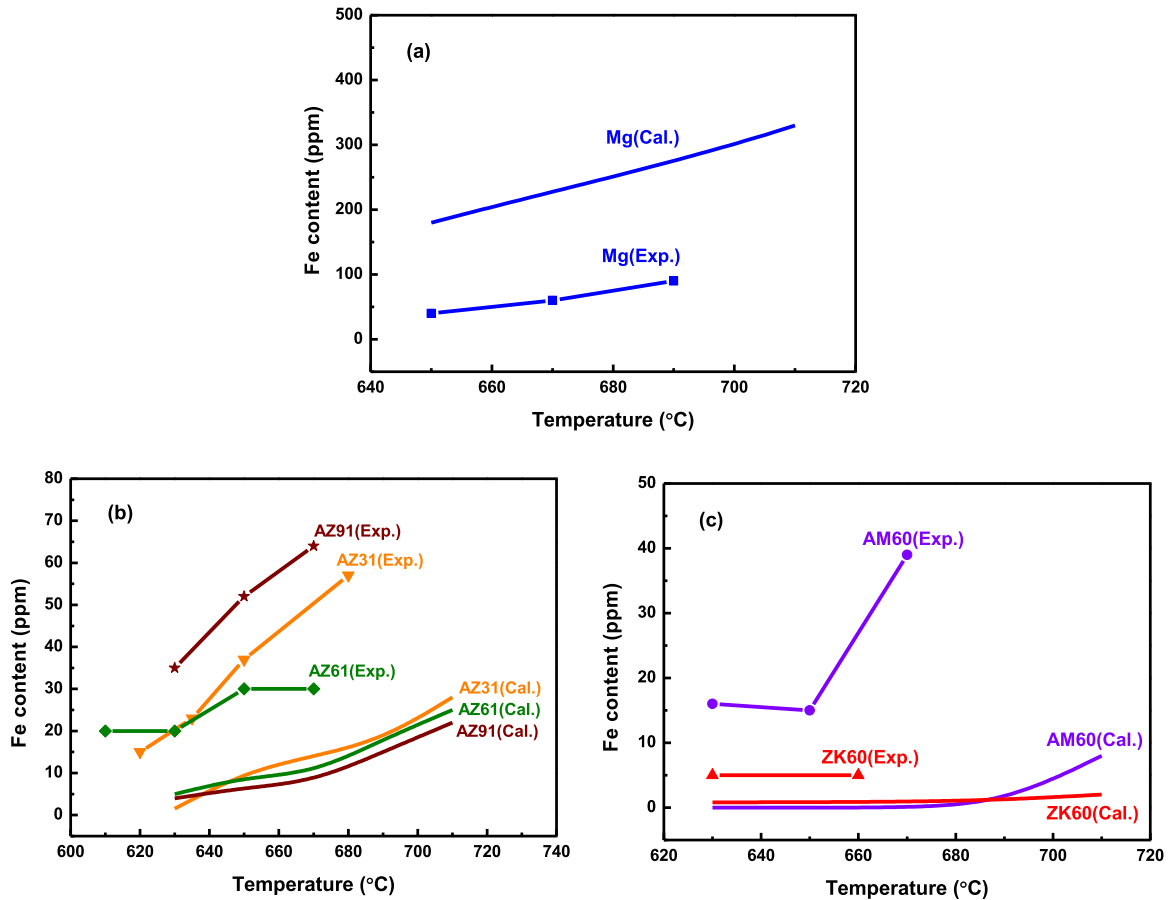 500
(a)
400
300
Mg(Cal.)
200
Mg(Exp.)
100
0
Fe content (ppm)
640 660 680 700 720
Temperature (°C)
80
(b)
70
AZ91(Exp.)
60
AZ31(Exp.)
50
40
AZ61(Exp.)
30
AZ31(Cal.)
AZ61(Cal.)
20
AZ91(Cal.)
10
0
Fe content (ppm)
600 620 640 660 680 700 720 740
Temperature (°C)
50
(c)
AM60(Exp.)
40
30
20
10
AM60(Cal.)
ZK60(Exp.)
0
ZK60(Cal.)
Fe content (ppm)
620 640 660 680 700 720
Temperature (°C)